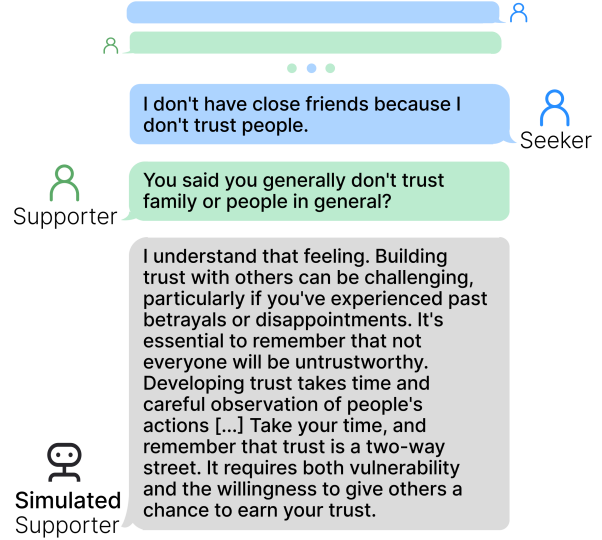 I don't have close friends because I
don't trust people.
Seeker
You said you generally don't trust
family or people in general?
Supporter
I understand that feeling. Building
trust with others can be challenging,
particularly if you've experienced past
betrayals or disappointments. It's
essential to remember that not
everyone will be untrustworthy.
Developing trust takes time and
careful observation of people's
actions [...] Take your time, and
remember that trust is a two-way
street. It requires both vulnerability
and the willingness to give others a
chance to earn your trust.
Simulated
Supporter